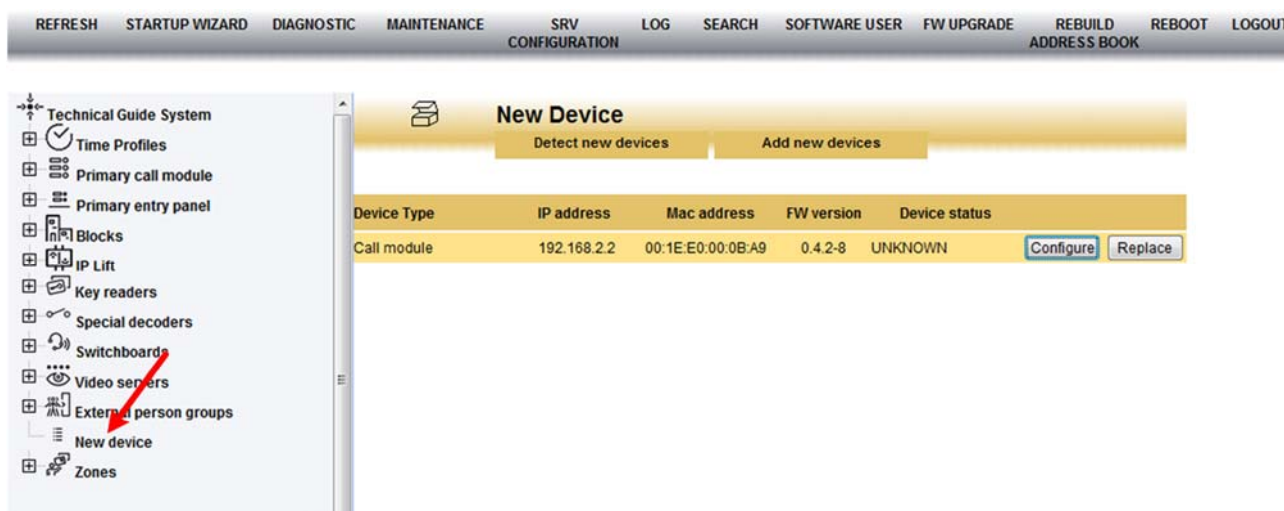 REFRESH STARTUP WIZARD DIAGNOSTIC MAINTENANCE SRV CONFIGURATION LOG SEARCH SOFTWARE USER FW UPGRADE REBUILD ADDRESS BOOK REBOOT LOGOUT
Technical Guide System
Time Profiles
Primary call module
Primary entry panel
Blocks
IP Lift
Key readers
Special decoders
Switchboards
Video servers
External person groups
New device
Zones
New Device
Detect new devices Add new devices
Device Type IP address Mac address FW version Device status
Call module 192.168.2.2 00:1E:E0:00:0B:A9 0.4.2-8 UNKNOWN Configure Replace